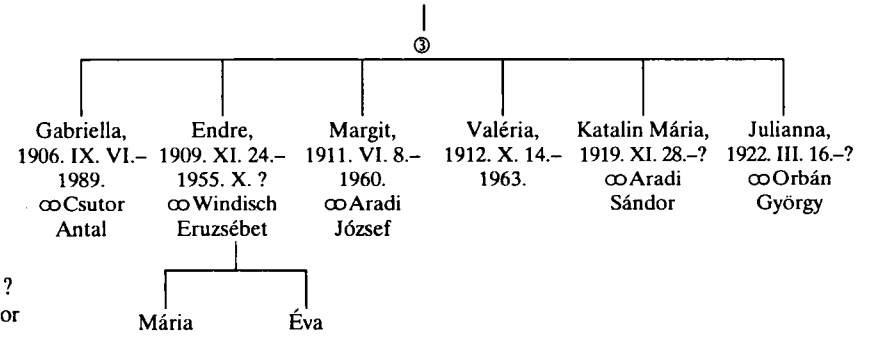 ③
Gabriella,
1906. IX. VI.–
1989.
∞Csutor
Antal
Endre,
1909. XI. 24.–
1955. X. ?
∞Windisch
Eruzsébet
Margit,
1911. VI. 8.–
1960.
∞Aradi
József
Valéria,
1912. X. 14.–
1963.
Katalin Mária,
1919. XI. 28.–?
∞Aradi
Sándor
Julianna,
1922. III. 16.–?
∞Orbán
György
?
or
Mária
Éva